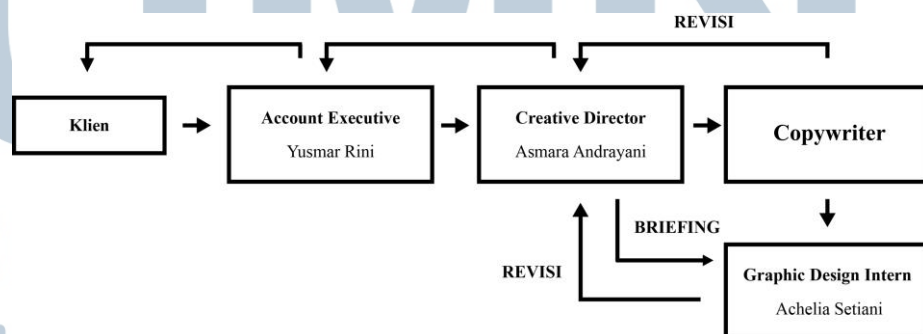 REVISI
Klien
Account Executive
Yusmar Rini
Creative Director
Asmara Andrayani
Copywriter
BRIEFING
REVISI
Graphic Design Intern
Achelia Setiani